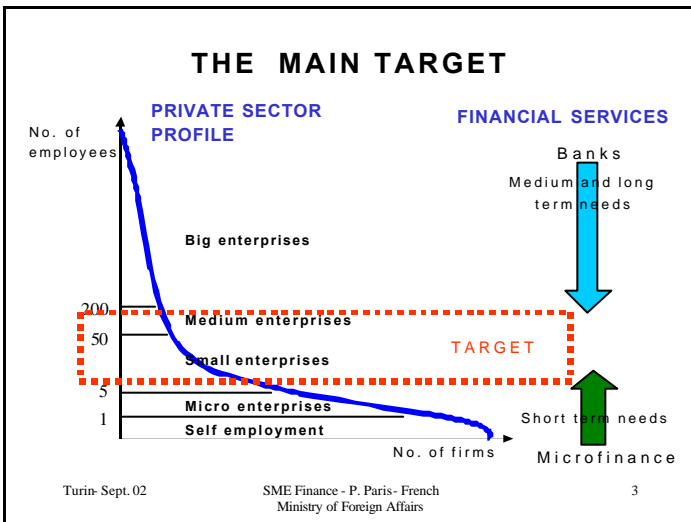 THE MAIN TARGET
PRIVATE SECTOR
PROFILE
FINANCIAL SERVICES
No. of
employees
Banks
Medium and long
term needs
Big enterprises
200
Medium enterprises
50
TARGET
Small enterprises
5
Micro enterprises
1
Short term needs
Self employment
No. of firms
Microfinance
Turin- Sept. 02
SME Finance - P. Paris- French
Ministry of Foreign Affairs
3